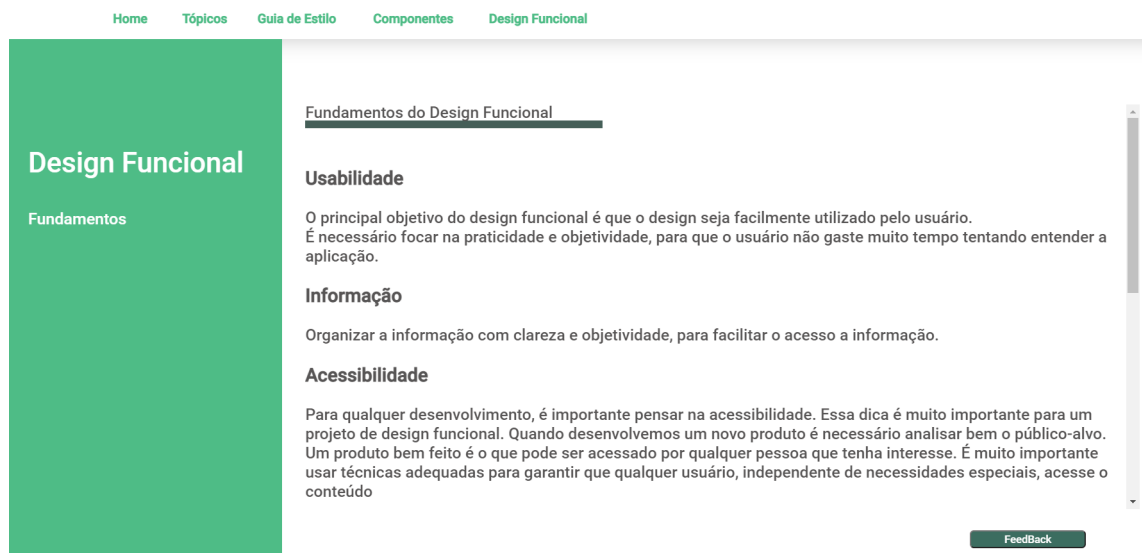 Home Tópicos Guia de Estilo Componentes Design Funcional
Design Funcional
Fundamentos
Fundamentos do Design Funcional
Usabilidade
O principal objetivo do design funcional é que o design seja facilmente utilizado pelo usuário.
É necessário focar na praticidade e objetividade, para que o usuário não gaste muito tempo tentando entender a
aplicação.
Informação
Organizar a informação com clareza e objetividade, para facilitar o acesso a informação.
Acessibilidade
Para qualquer desenvolvimento, é importante pensar na acessibilidade. Essa dica é muito importante para um
projeto de design funcional. Quando desenvolvemos um novo produto é necessário analisar bem o público-alvo.
Um produto bem feito é o que pode ser acessado por qualquer pessoa que tenha interesse. É muito importante
usar técnicas adequadas para garantir que qualquer usuário, independente de necessidades especiais, acesse o
conteúdo
FeedBack